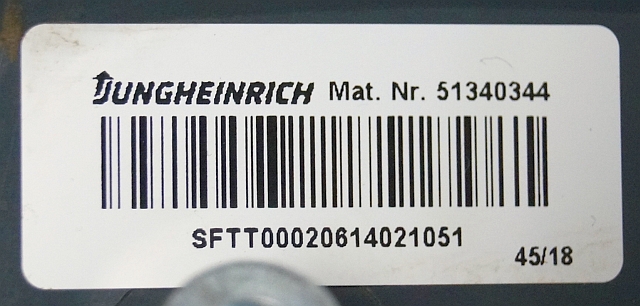 JUNGHEINRICH Mat. Nr. 51340344
SFTT00020614021051
45/18